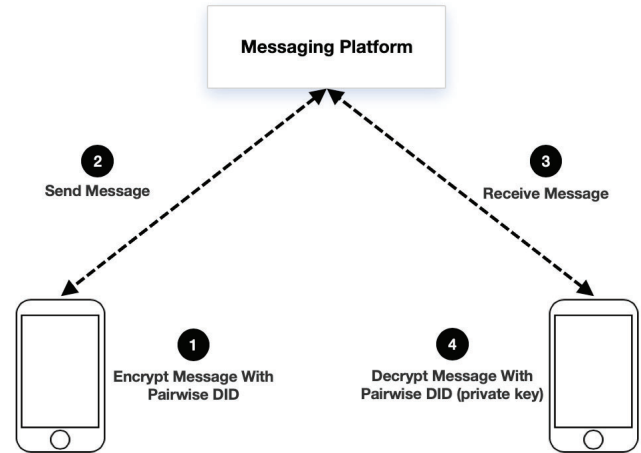 Messaging Platform
2
Send Message
3
Receive Message
1
Encrypt Message With
Pairwise DID
4
Decrypt Message With
Pairwise DID (private key)